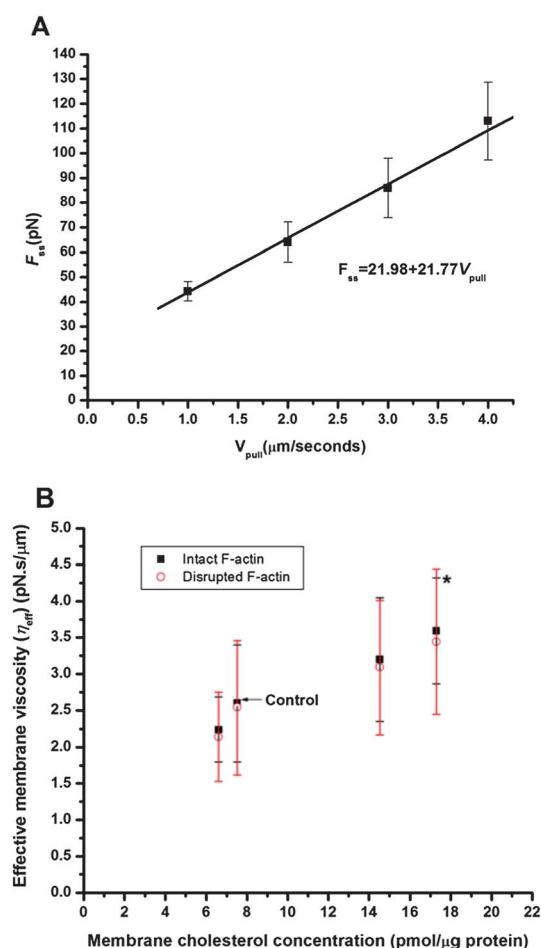 A
140
130
120
110
100
90
80
70
60
50
40
30
20
10
0
F_ss(pN)
F_ss=21.98+21.77V_pull
0.0 0.5 1.0 1.5 2.0 2.5 3.0 3.5 4.0
V_pull(μm/seconds)
B
5.0
4.5
4.0
3.5
3.0
2.5
2.0
1.5
1.0
0.5
0.0
Effective membrane viscosity (η_eff) (pN.s/μm)
Intact F-actin
Disrupted F-actin
*
Control
0 2 4 6 8 10 12 14 16 18 20 22
Membrane cholesterol concentration (pmol/μg protein)